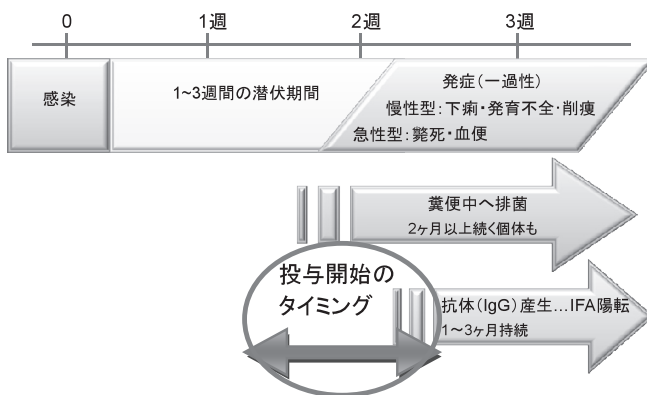 0
1週
2週
3週
感染
1~3週間の潜伏期間
発症(一過性)
慢性型:下痢・発育不全・削痩
急性型:斃死・血便
糞便中へ排菌
2ヶ月以上続く個体も
投与開始の
タイミング
抗体(IgG)産生…IFA陽転
1～3ヶ月持続